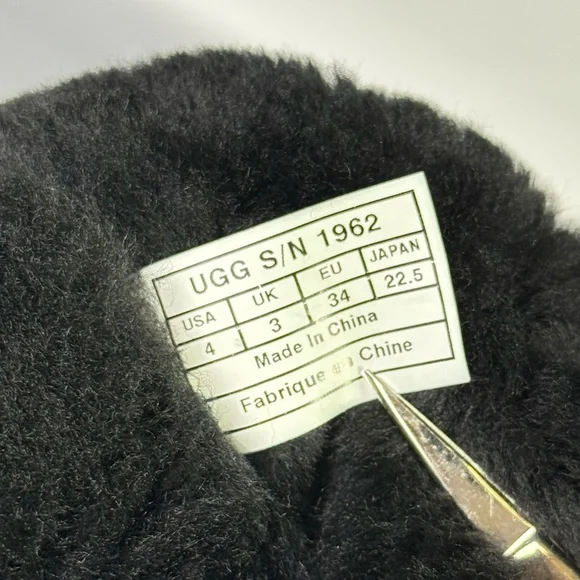 UGG S/N 1962
USA UK EU JAPAN
4 3 34 22.5
Made In China
Fabrique Chine